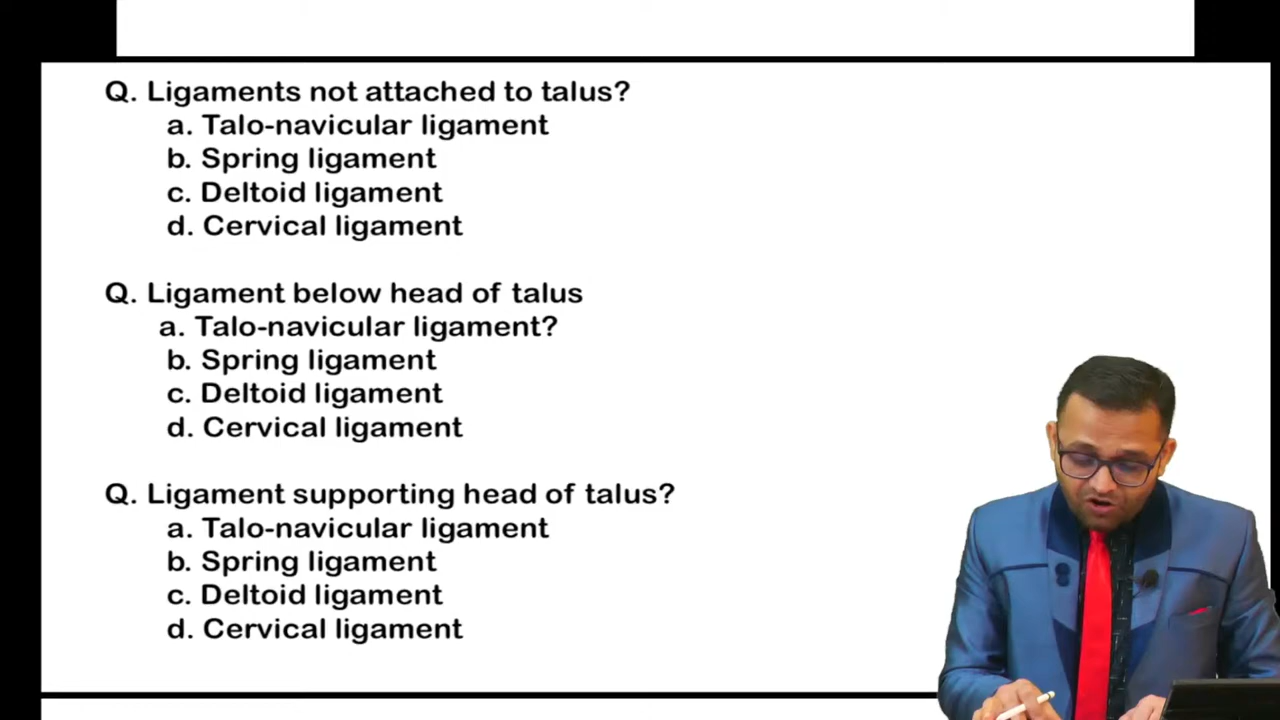 Q. Ligaments not attached to talus?
a. Talo-navicular ligament
b. Spring ligament
c. Deltoid ligament
d. Cervical ligament
Q. Ligament below head of talus
a. Talo-navicular ligament?
b. Spring ligament
c. Deltoid ligament
d. Cervical ligament
Q. Ligament supporting head of talus?
a. Talo-navicular ligament
b. Spring ligament
c. Deltoid ligament
d. Cervical ligament